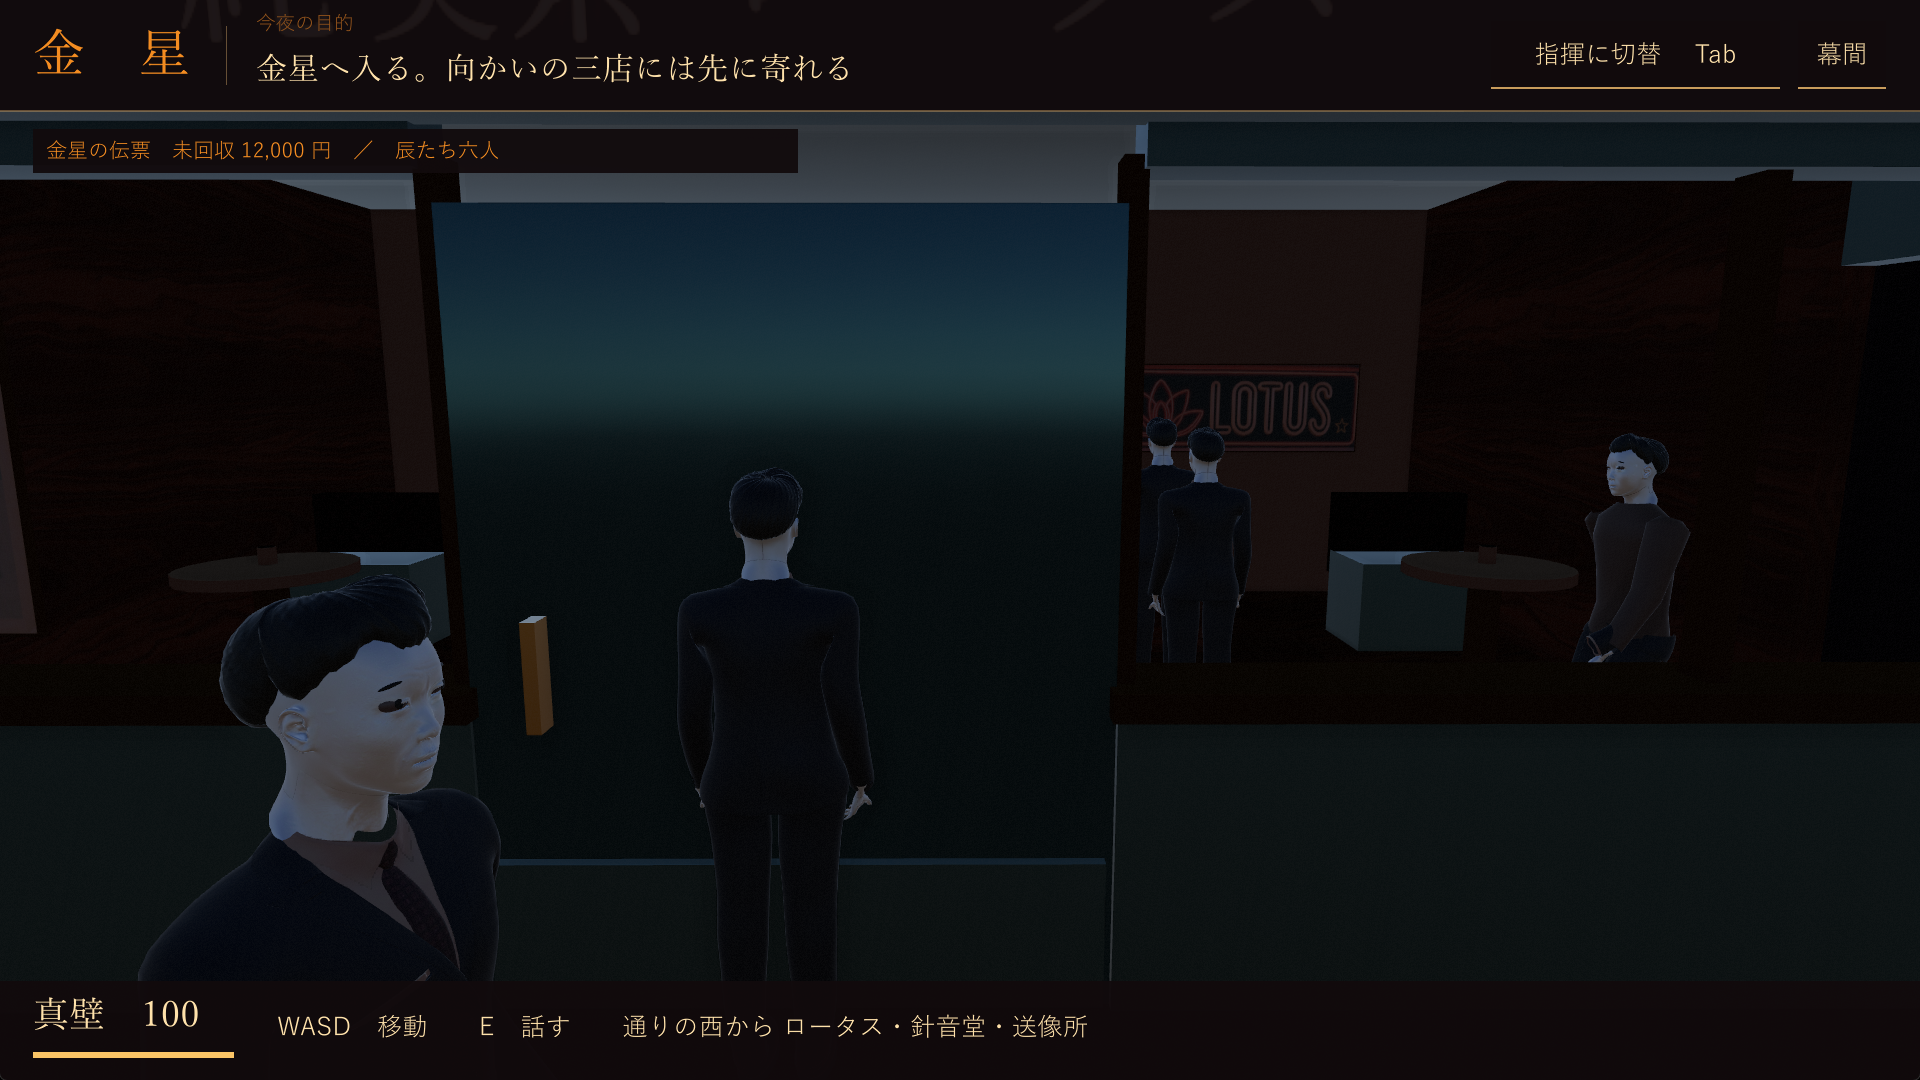 金 星
今夜の目的
金星へ入る。向かいの三店には先に寄れる
指揮に切替 Tab
幕間
金星の伝票 未回収 12,000 円 ／ 辰たち六人
LOTUS
真壁 100
WASD 移動 E 話す 通りの西から ロータス・針音堂・送像所